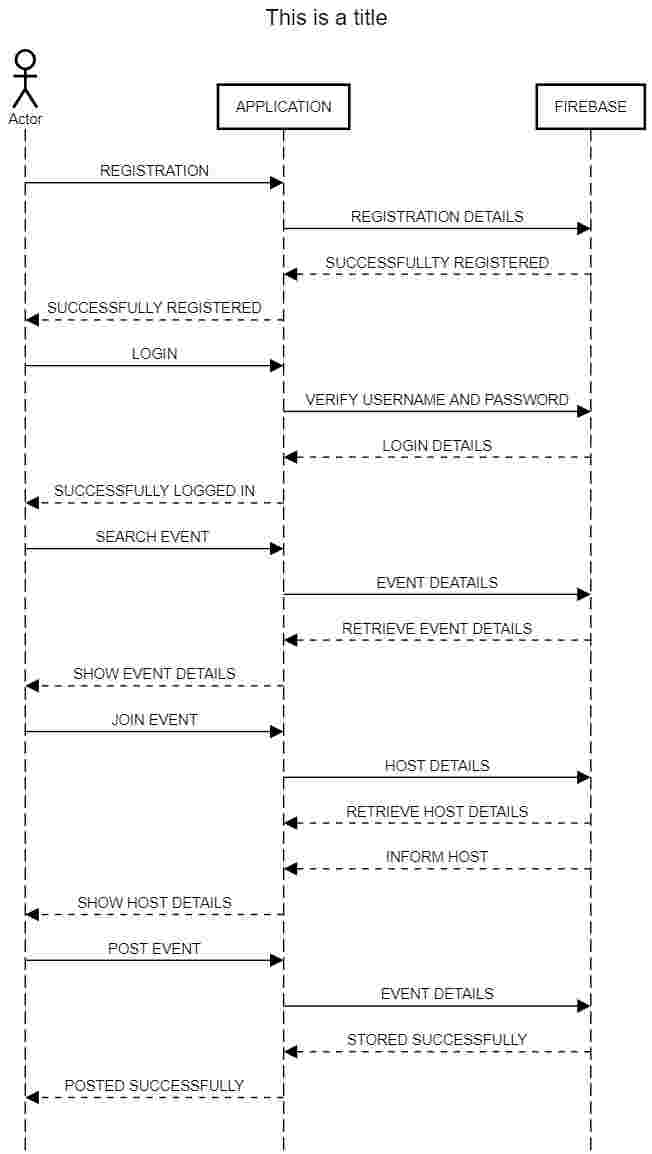 This is a title
Actor
APPLICATION
FIREBASE
REGISTRATION
REGISTRATION DETAILS
SUCCESSFULLTY REGISTERED
SUCCESSFULLY REGISTERED
LOGIN
VERIFY USERNAME AND PASSWORD
LOGIN DETAILS
SUCCESSFULLY LOGGED IN
SEARCH EVENT
EVENT DEATAILS
RETRIEVE EVENT DETAILS
SHOW EVENT DETAILS
JOIN EVENT
HOST DETAILS
RETRIEVE HOST DETAILS
INFORM HOST
SHOW HOST DETAILS
POST EVENT
EVENT DETAILS
STORED SUCCESSFULLY
POSTED SUCCESSFULLY